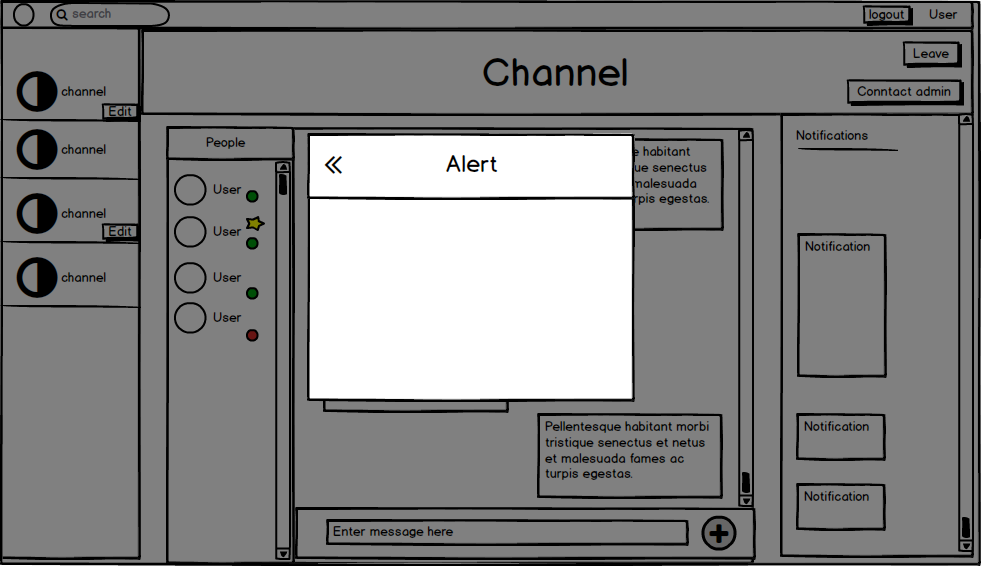 search
logout
User
Channel
Leave
Conntact admin
channel
Edit
channel
channel
Edit
channel
People
User
User
User
User
Alert
habitant
senectus
malesuada
egestas.
Pellentesque habitant morbi
tristique senectus et netus
et malesuada fames ac
turpis egestas.
Enter message here
Notifications
Notification
Notification
Notification